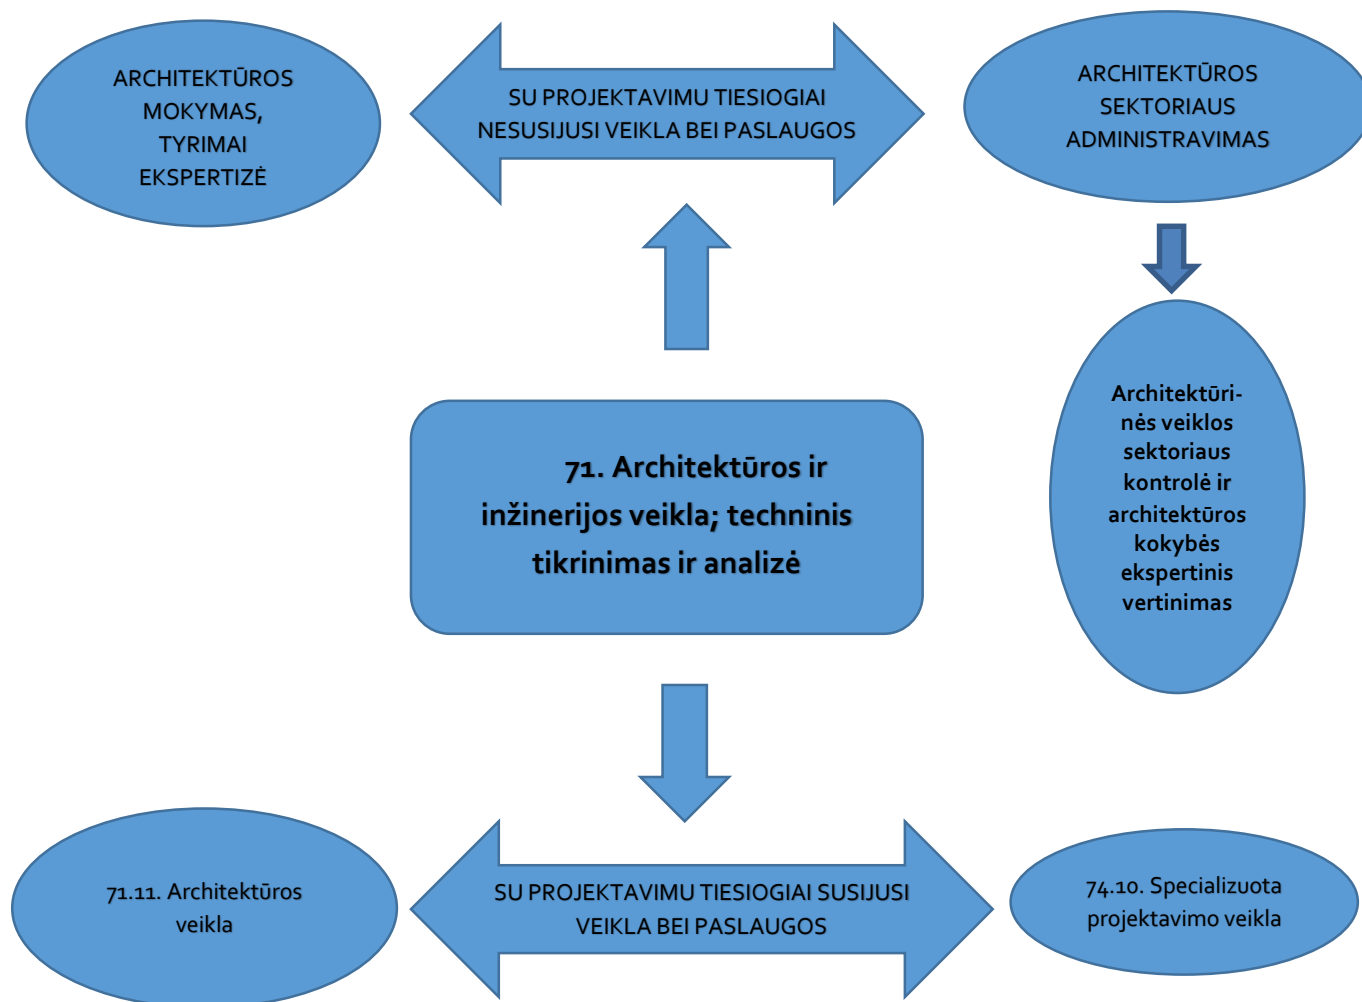 ARCHITEKTŪROS
MOKYMAS,
TYRIMAI
EKSPERTIZĖ
SU PROJEKTAVIMU TIESIOGIAI
NESUSIJUSI VEIKLA BEI PASLAUGOS
ARCHITEKTŪROS
SEKTORIAUS
ADMINISTRAVIMAS
Architektūri-
nės veiklos
sektoriaus
kontrolė ir
architektūros
kokybės
ekspertinis
vertinimas
71. Architektūros ir
inžinerijos veikla; techninis
tikrinimas ir analizė
71.11. Architektūros
veikla
SU PROJEKTAVIMU TIESIOGIAI SUSIJUSI
VEIKLA BEI PASLAUGOS
74.10. Specializuota
projektavimo veikla